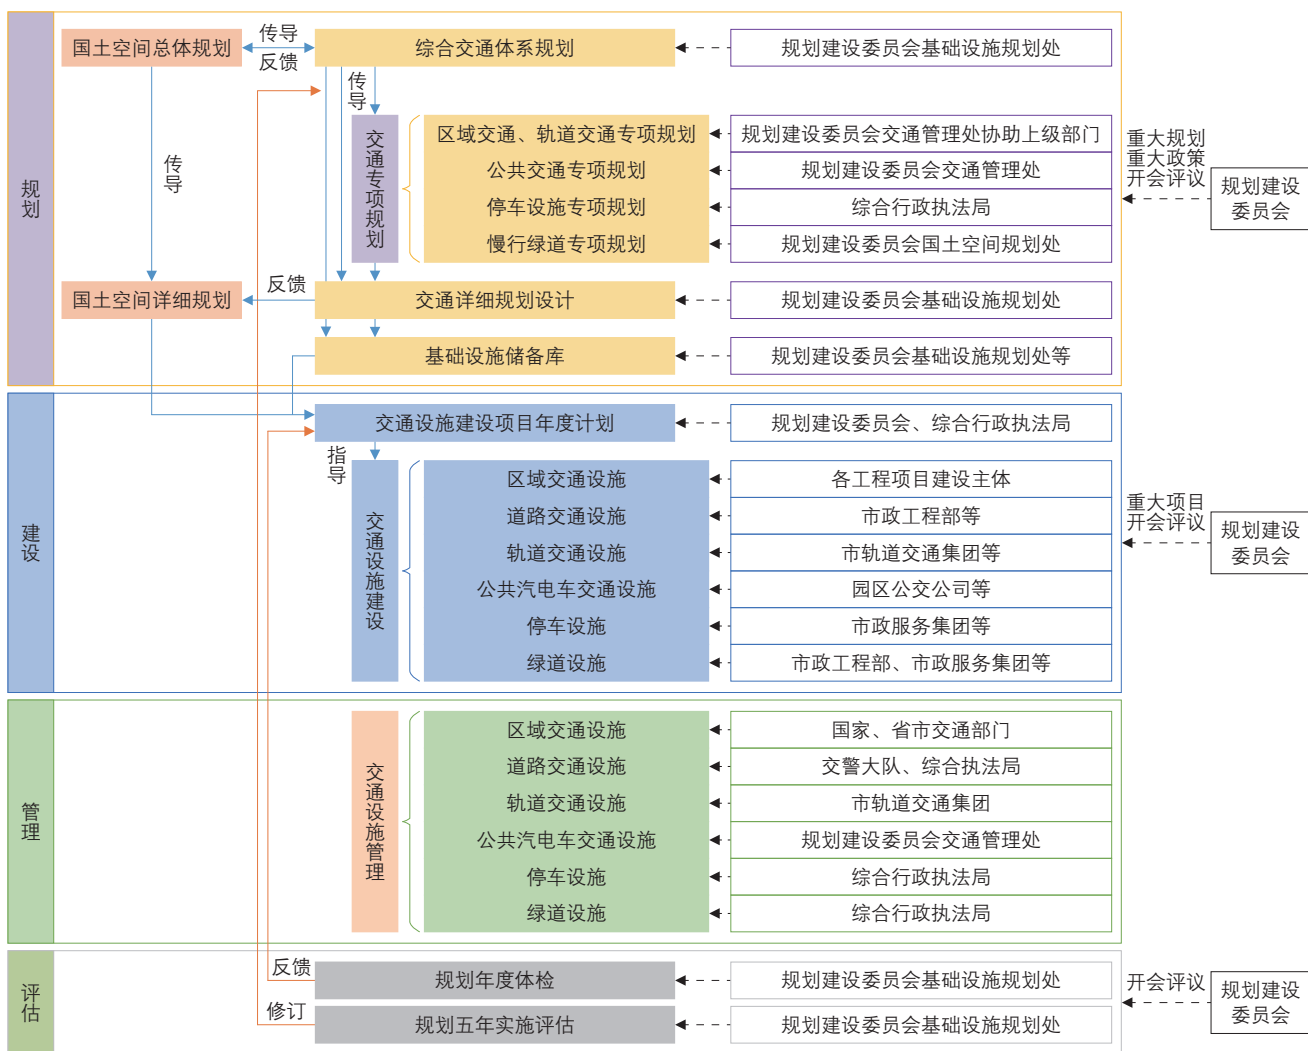 规划
国土空间总体规划
传导
反馈
综合交通体系规划
规划建设委员会基础设施规划处
传导
传导
交通专项规划
区域交通、轨道交通专项规划
规划建设委员会交通管理处协助上级部门
公共交通专项规划
规划建设委员会交通管理处
停车设施专项规划
综合行政执法局
慢行绿道专项规划
规划建设委员会国土空间规划处
重大规划
重大政策
开会评议
规划建设
委员会
国土空间详细规划
反馈
交通详细规划设计
规划建设委员会基础设施规划处
基础设施储备库
规划建设委员会基础设施规划处等
建设
交通设施建设项目年度计划
规划建设委员会、综合行政执法局
指导
交通设施建设
区域交通设施
各工程项目建设主体
道路交通设施
市政工程部等
轨道交通设施
市轨道交通集团等
公共汽电车交通设施
园区公交公司等
停车设施
市政服务集团等
绿道设施
市政工程部、市政服务集团等
重大项目
开会评议
规划建设
委员会
管理
交通设施管理
区域交通设施
国家、省市交通部门
道路交通设施
交警大队、综合执法局
轨道交通设施
市轨道交通集团
公共汽电车交通设施
规划建设委员会交通管理处
停车设施
综合行政执法局
绿道设施
综合行政执法局
评估
反馈
规划年度体检
规划建设委员会基础设施规划处
修订
规划五年实施评估
规划建设委员会基础设施规划处
开会评议
规划建设
委员会